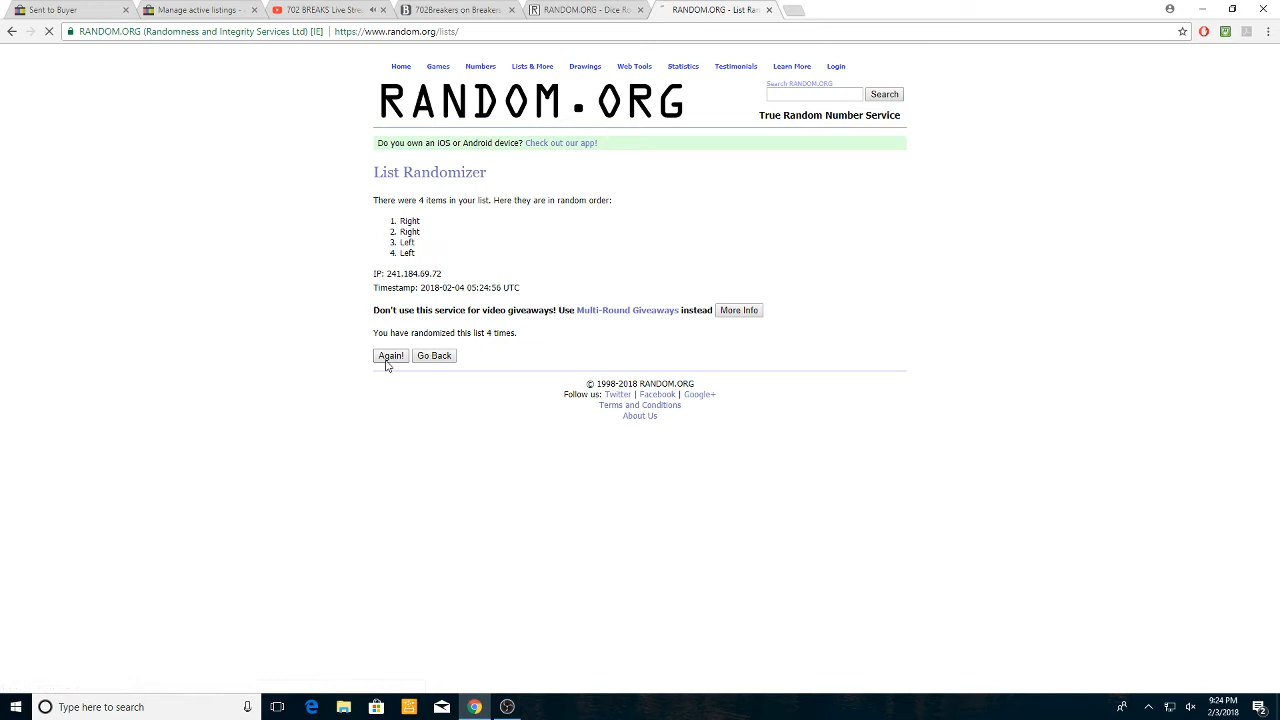 Sent to Buyer
Manage active listings -
702 BREAKS Live Stre
702Breakers on Breakers
RANDOM.ORG - Dice Ro
RANDOM.ORG - List Ran
RANDOM.ORG (Randomness and Integrity Services Ltd) [IE] https://www.random.org/lists/
Home Games Numbers Lists & More Drawings Web Tools Statistics Testimonials Learn More Login
Search RANDOM.ORG
Search
RANDOM.ORG
True Random Number Service
Do you own an iOS or Android device? Check out our app!
List Randomizer
There were 4 items in your list. Here they are in random order:
1. Right
2. Right
3. Left
4. Left
IP: 241.184.69.72
Timestamp: 2018-02-04 05:24:56 UTC
Don't use this service for video giveaways! Use Multi-Round Giveaways instead More Info
You have randomized this list 4 times.
Again! Go Back
© 1998-2018 RANDOM.ORG
Follow us: Twitter | Facebook | Google+
Terms and Conditions
About Us
Type here to search
9:24 PM
2/3/2018